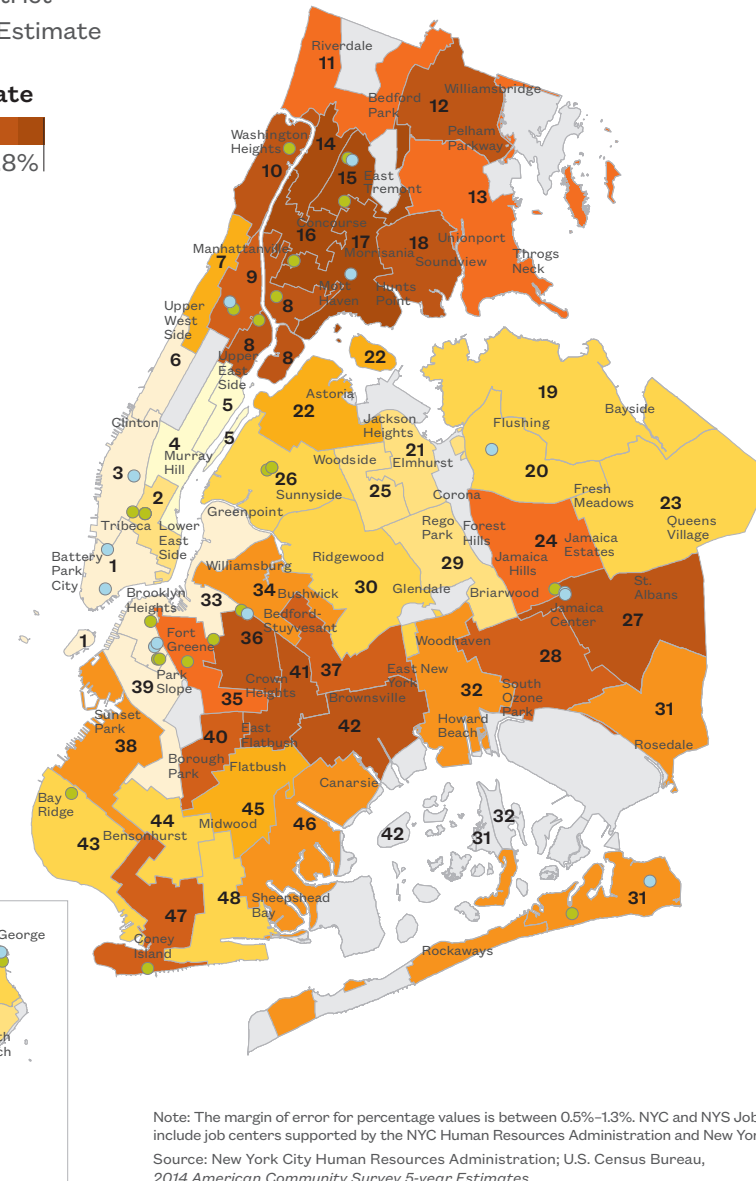 Estimate
ate
8%
Riverdale
11
Bedford
Park
12
Williamsbridge
Pelham
Parkway
Washington
Heights
10
14
15
East
Tremont
13
Concourse
16
17
Morrisania
18
Soundview
Unionport
Throgs
Neck
Manhattanville
7
9
Mott
Haven
Hunts
Point
8
Upper
West
Side
8
8
Upper
East
Side
6
22
5
22
Astoria
19
Bayside
Clinton
5
Jackson
Heights
Flushing
4
Murray
Hill
21
Elmhurst
3
Woodside
20
26
Sunnyside
25
Corona
Fresh
Meadows
23
Queens
Village
2
Tribeca
Lower
East
Side
Greenpoint
Rego
Park
Forest
Hills
24
Jamaica
Estates
Jamaica
Hills
Battery
Park
City
1
Ridgewood
29
Williamsburg
30
Glendale
Briarwood
St.
Albans
Brooklyn
Heights
33
34
Bushwick
Bedford-
Stuyvesant
Jamaica
Center
27
1
Fort
Greene
36
Woodhaven
28
Park
Slope
39
Crown
Heights
41
37
East New
York
35
Brownsville
32
South
Ozone
Park
31
Sunset
Park
38
40
East
Flatbush
42
Howard
Beach
Rosedale
Borough
Park
Flatbush
Canarsie
Bay
Ridge
44
45
Midwood
46
42
32
31
43
Bensonhurst
48
Sheepshead
Bay
31
47
Coney
Island
Rockaways
George
Note: The margin of error for percentage values is between 0.5%–1.3%. NYC and NYS Job
include job centers supported by the NYC Human Resources Administration and New Yor
Source: New York City Human Resources Administration; U.S. Census Bureau,
2014 American Community Survey 5-year Estimates